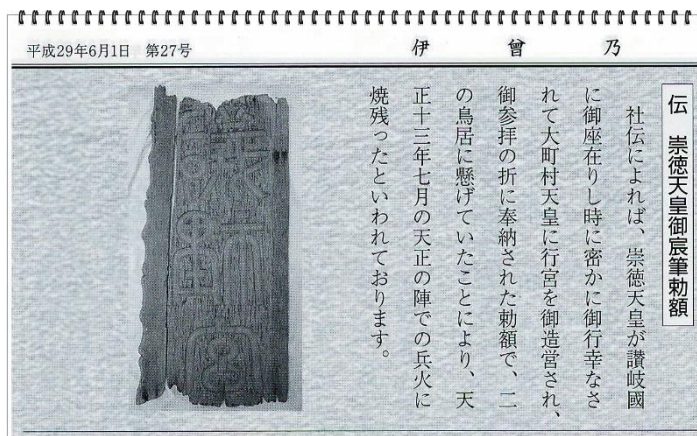 平成29年6月1日 第27号
伊曾乃
伝 崇徳天皇御宸筆勅額
社伝によれば、崇徳天皇が讃岐國
に御座在りし時に密かに御行幸なさ
れて大町村天皇に行宮を御造営され、
御参拝の折に奉納された勅額で、二
の鳥居に懸げていたことにより、天
正十三年七月の天正の陣での兵火に
焼残ったといわれております。